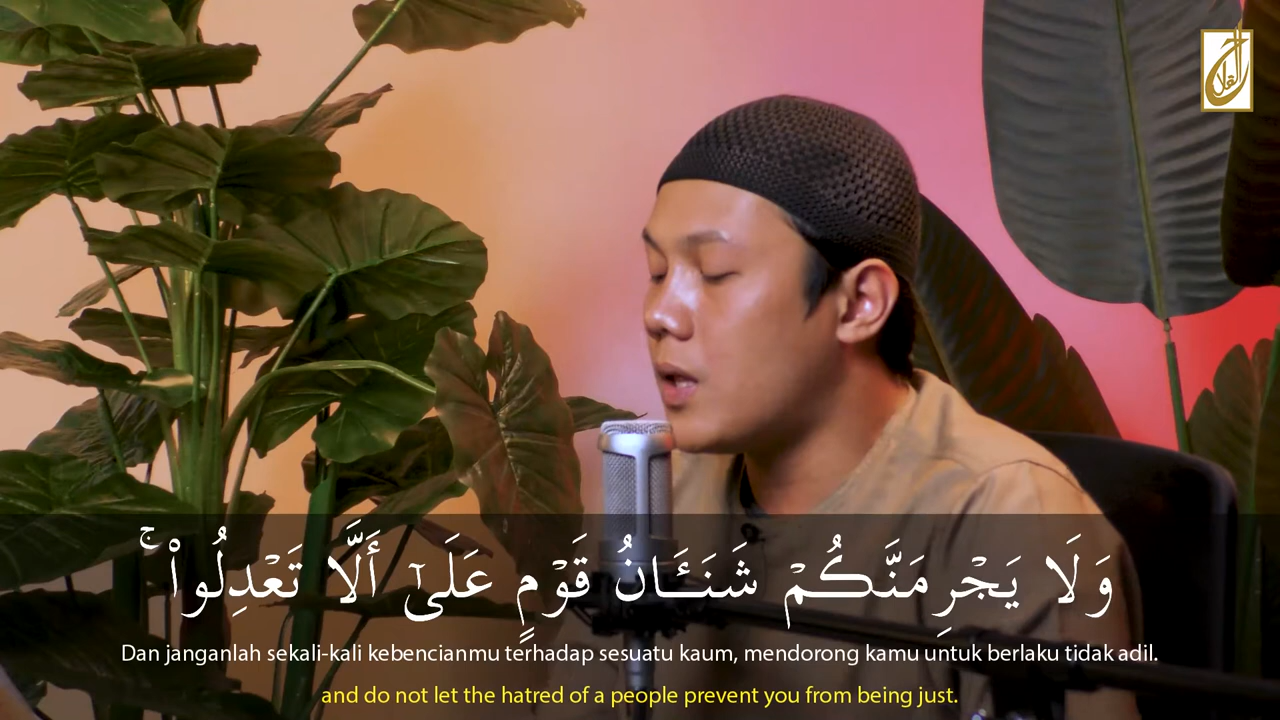 الفلاح
وَلَا يَجْرِمَنَّكُمْ شَنَـَٔانُ قَوْمٍ عَلَىٰٓ أَلَّا تَعْدِلُوا۟ ۚ
Dan janganlah sekali-kali kebencianmu terhadap sesuatu kaum, mendorong kamu untuk berlaku tidak adil.
and do not let the hatred of a people prevent you from being just.